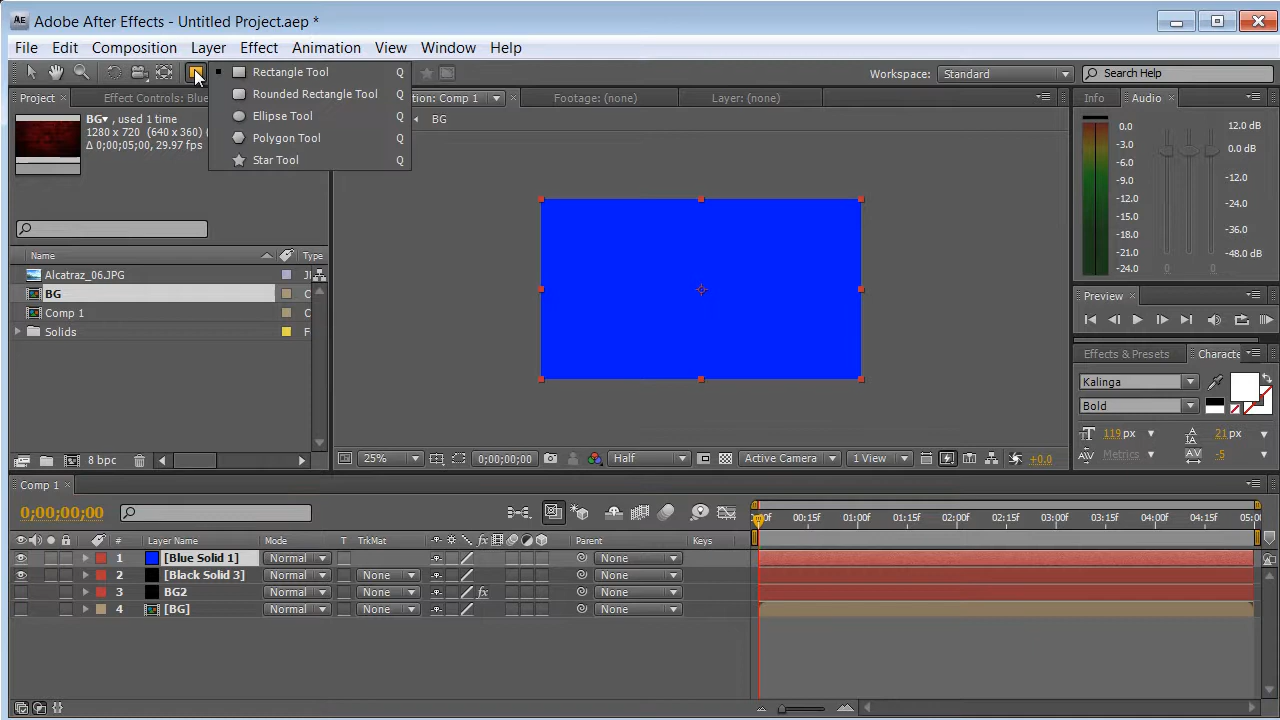 Adobe After Effects - Untitled Project.aep *
File Edit Composition Layer Effect Animation View Window Help
Workspace: Standard Search Help
Rectangle Tool Q
Rounded Rectangle Tool Q
Ellipse Tool Q
Polygon Tool Q
Star Tool Q
Project Effect Controls: Blue
tion: Comp 1 Footage: (none) Layer: (none)
Info Audio
BG▾ , used 1 time
1280 x 720 (640 x 360)
Δ 0;00;05;00, 29.97 fps
BG
0.0
-3.0
-6.0
-9.0
-12.0
-15.0
-18.0
-21.0
-24.0
12.0 dB
0.0 dB
-12.0
-24.0
-36.0
-48.0 dB
0 0
Name Type
Alcatraz_06.JPG
BG
Comp 1
Solids F
Preview
Effects & Presets Characte
Kalinga
Bold
119 px 21 px
Metrics -5
8 bpc
25% 0;00;00;00 Half Active Camera 1 View +0.0
Comp 1
0;00;00;00
00f 00:15f 01:00f 01:15f 02:00f 02:15f 03:00f 03:15f 04:00f 04:15f 05:0
# Layer Name Mode T TrkMat fx Parent Keys
1 [Blue Solid 1] Normal None
2 [Black Solid 3] Normal None None
3 BG2 Normal None fx None
4 [BG] Normal None None